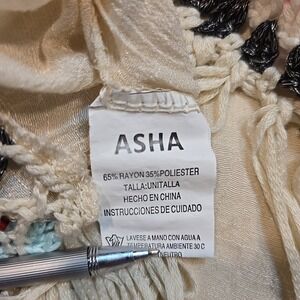 ASHA
65% RAYON 35% POLIESTER
TALLA:UNITALLA
HECHO EN CHINA
INSTRUCCIONES DE CUIDADO
LAVESE A MANO CON AGUA A
TEMPERATURA AMBIENTE 30 C
NEUTRO